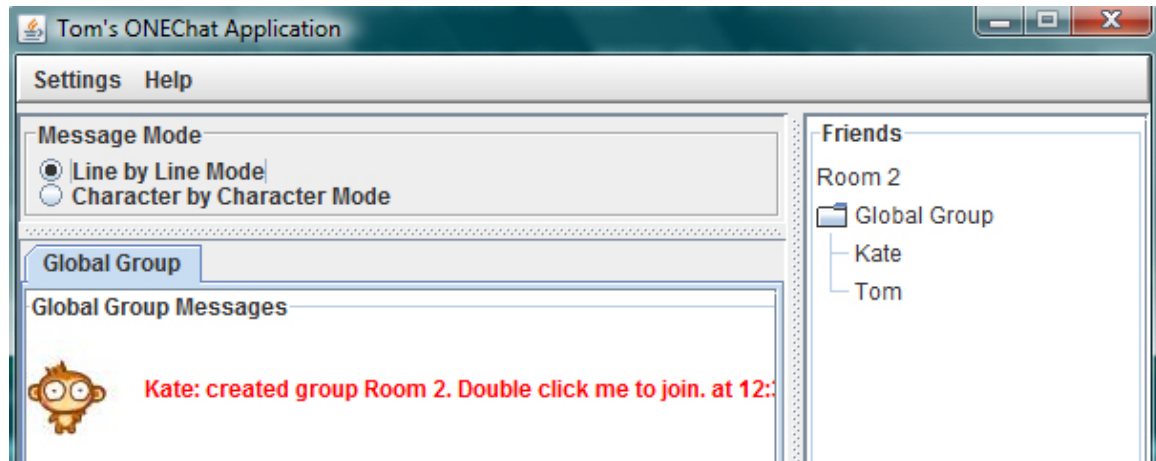 Tom's ONEChat Application
Settings Help
Message Mode
Line by Line Mode
Character by Character Mode
Global Group
Global Group Messages
Kate: created group Room 2. Double click me to join. at
Friends
Room 2
Global Group
Kate
Tom